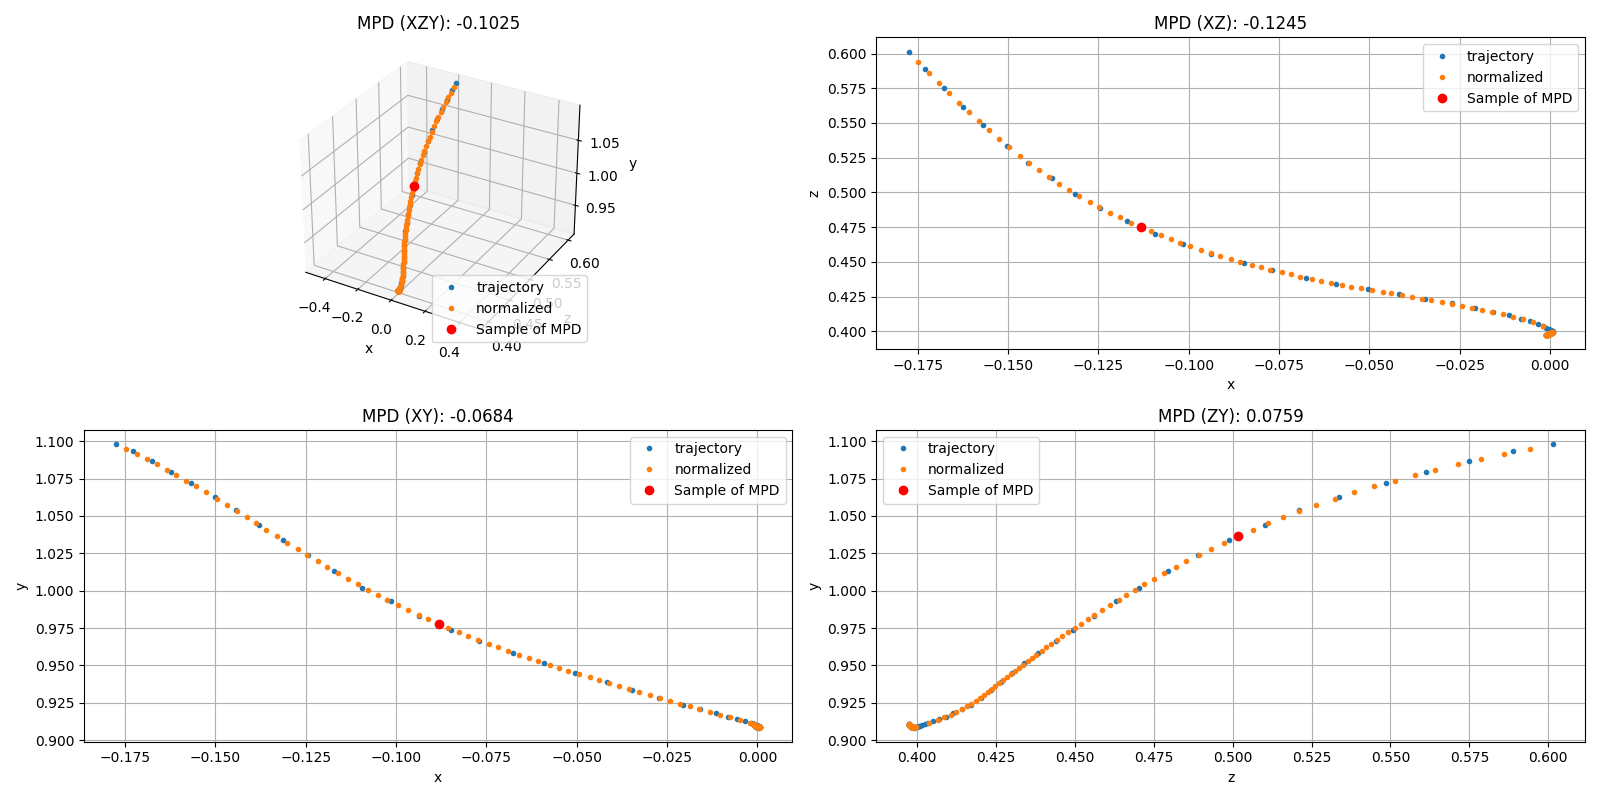 MPD (XZY): -0.1025
1.05
1.00
0.95
y
−0.4
−0.2
0.0
0.2
0.4
x
0.60
0.55
0.50
0.45
0.40
z
trajectory
normalized
Sample of MPD
MPD (XZ): -0.1245
0.600
0.575
0.550
0.525
0.500
0.475
0.450
0.425
0.400
z
−0.175
−0.150
−0.125
−0.100
−0.075
−0.050
−0.025
0.000
x
trajectory
normalized
Sample of MPD
MPD (XY): -0.0684
1.100
1.075
1.050
1.025
1.000
0.975
0.950
0.925
0.900
y
−0.175
−0.150
−0.125
−0.100
−0.075
−0.050
−0.025
0.000
x
trajectory
normalized
Sample of MPD
MPD (ZY): 0.0759
1.100
1.075
1.050
1.025
1.000
0.975
0.950
0.925
0.900
y
0.400
0.425
0.450
0.475
0.500
0.525
0.550
0.575
0.600
z
trajectory
normalized
Sample of MPD